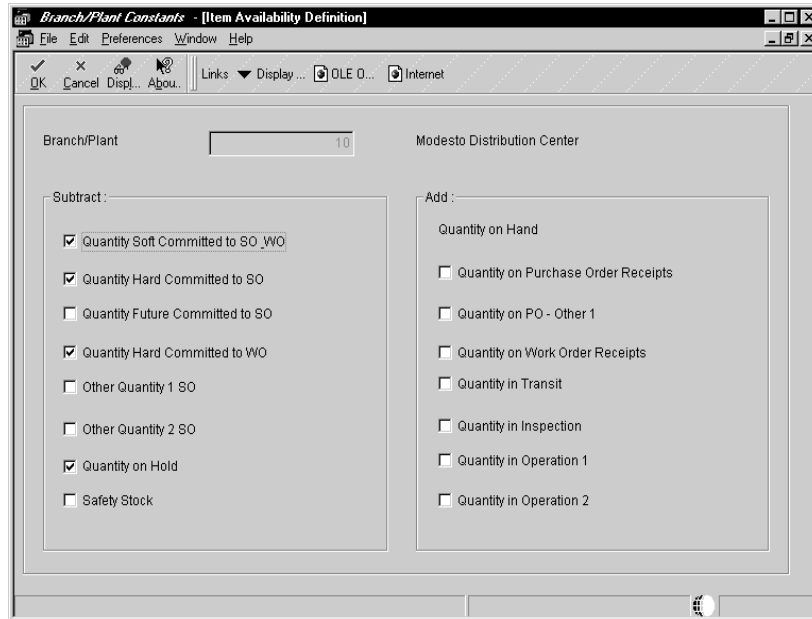 Branch/Plant Constants - [Item Availability Definition]
File Edit Preferences Window Help
OK Cancel Displ... Abou.. Links Display ... OLE O... Internet
Branch/Plant 10 Modesto Distribution Center
Subtract :
Quantity Soft Committed to SO_WO
Quantity Hard Committed to SO
Quantity Future Committed to SO
Quantity Hard Committed to WO
Other Quantity 1 SO
Other Quantity 2 SO
Quantity on Hold
Safety Stock
Add :
Quantity on Hand
Quantity on Purchase Order Receipts
Quantity on PO - Other 1
Quantity on Work Order Receipts
Quantity in Transit
Quantity in Inspection
Quantity in Operation 1
Quantity in Operation 2